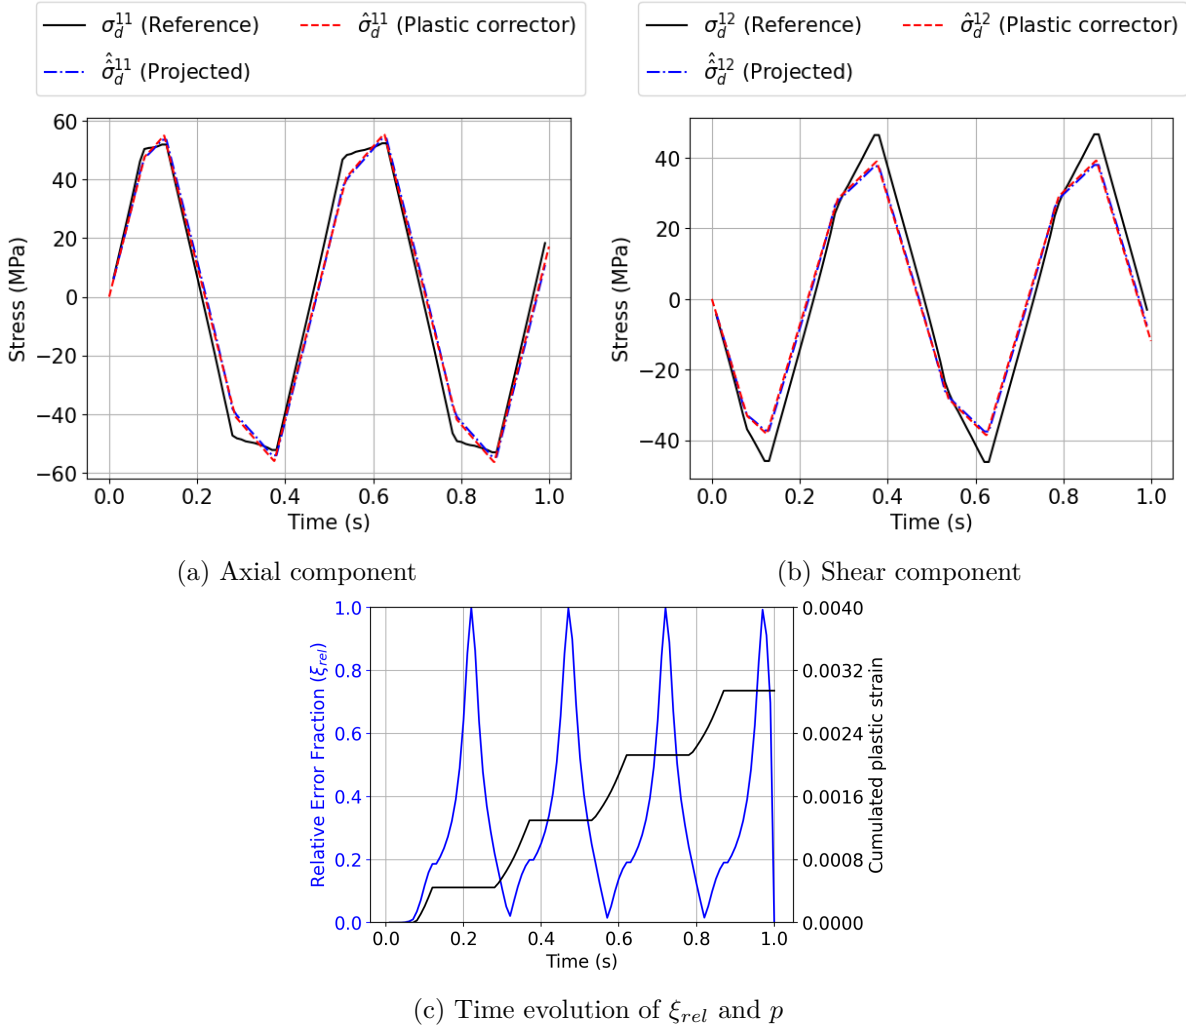 σ_d^11 (Reference)
σ̂_d^11 (Plastic corrector)
σ̂̂_d^11 (Projected)
60
40
20
0
−20
−40
−60
Stress (MPa)
0.0 0.2 0.4 0.6 0.8 1.0
Time (s)
(a) Axial component
σ_d^12 (Reference)
σ̂_d^12 (Plastic corrector)
σ̂̂_d^12 (Projected)
40
20
0
−20
−40
Stress (MPa)
0.0 0.2 0.4 0.6 0.8 1.0
Time (s)
(b) Shear component
1.0
0.8
0.6
0.4
0.2
0.0
Relative Error Fraction (ξ_rel)
0.0040
0.0032
0.0024
0.0016
0.0008
0.0000
Cumulated plastic strain
0.0 0.2 0.4 0.6 0.8 1.0
Time (s)
(c) Time evolution of ξ_rel and p